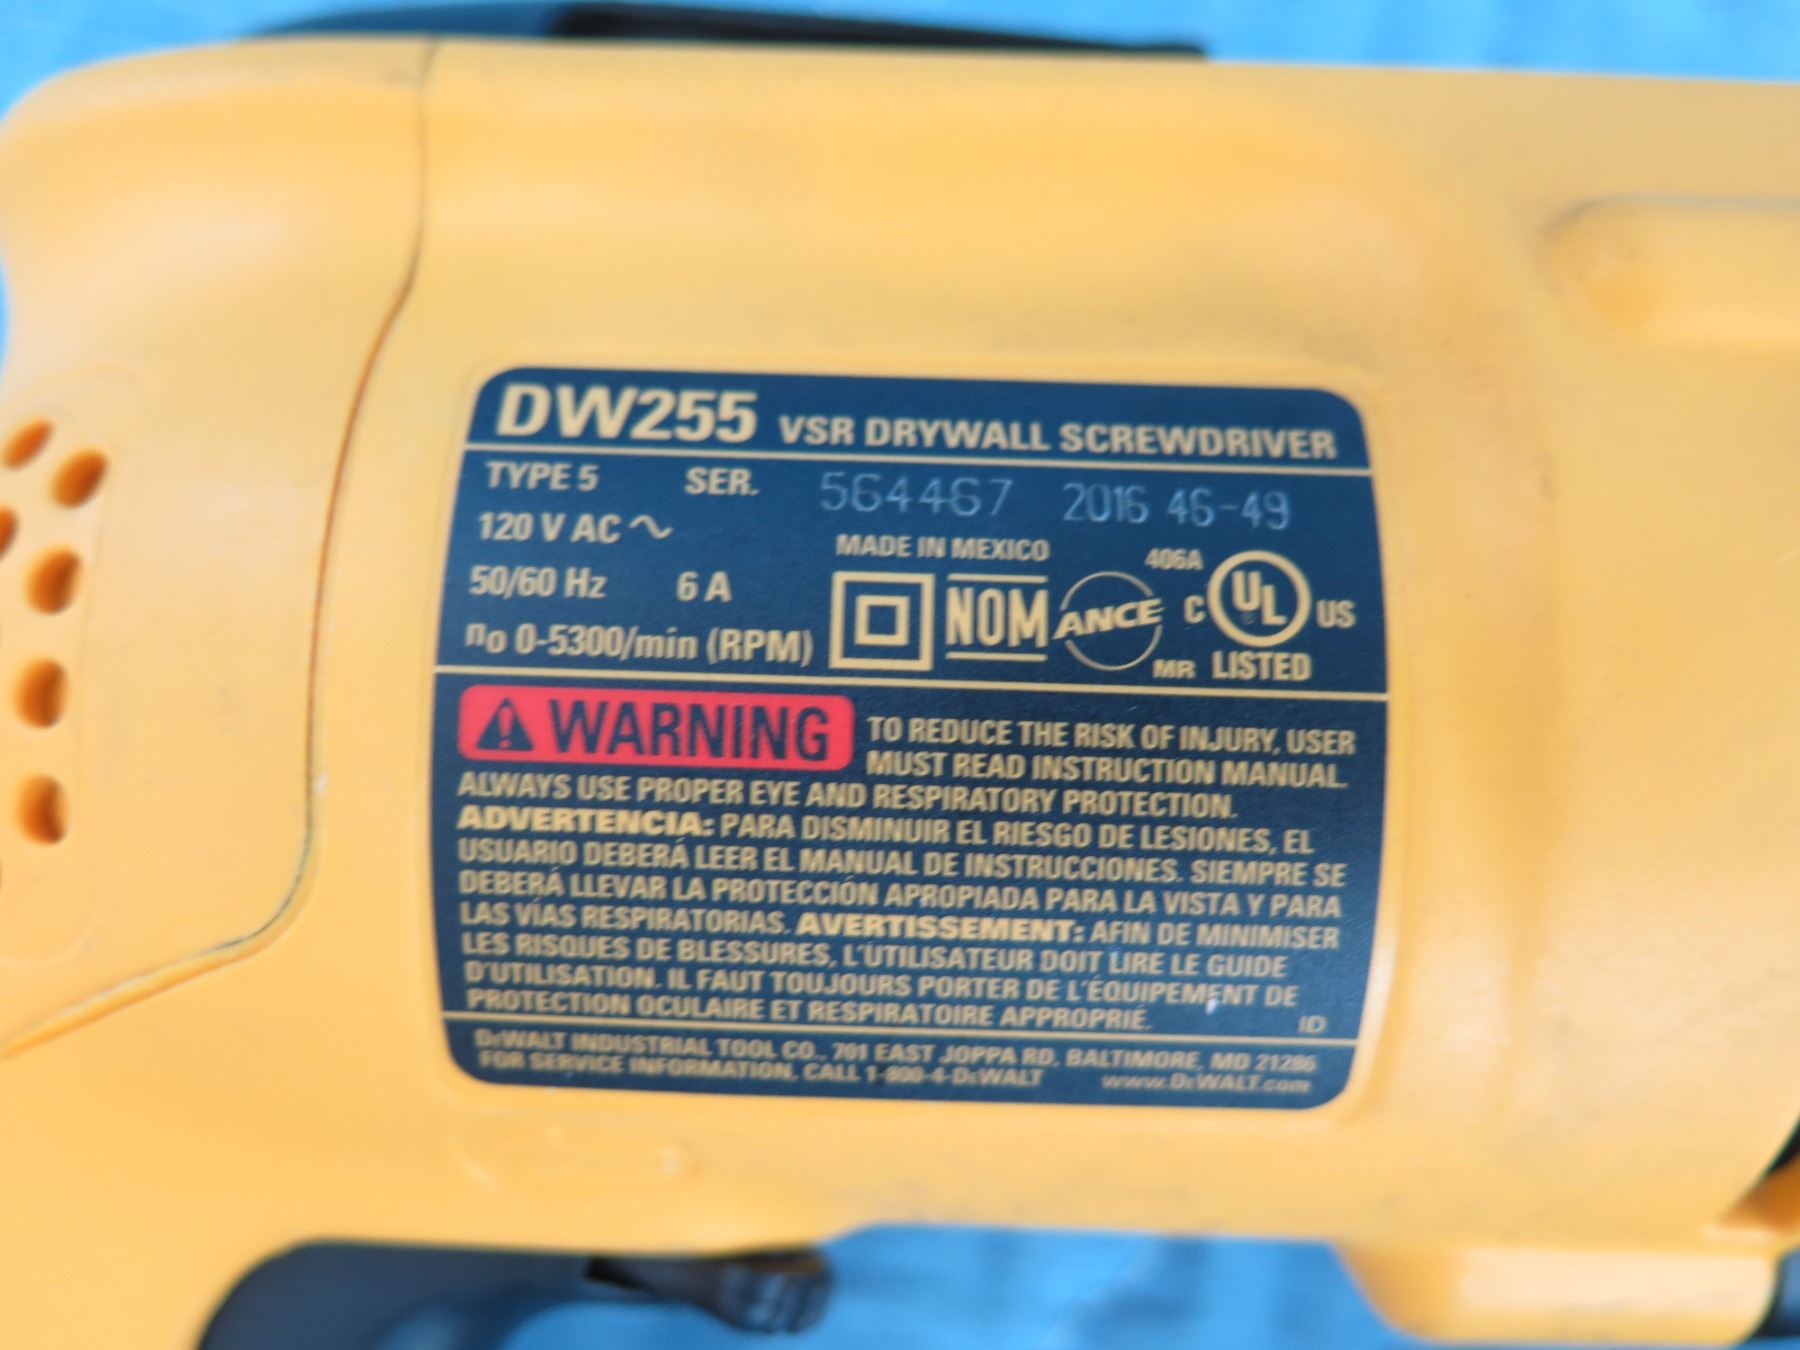 DW255 VSR DRYWALL SCREWDRIVER
TYPE 5 SER. 564467 2016 46-49
120 V AC ~ MADE IN MEXICO 406A
50/60 Hz 6 A NOM ANCE C UL US
no 0-5300/min (RPM) MR LISTED
WARNING TO REDUCE THE RISK OF INJURY, USER
MUST READ INSTRUCTION MANUAL.
ALWAYS USE PROPER EYE AND RESPIRATORY PROTECTION.
ADVERTENCIA: PARA DISMINUIR EL RIESGO DE LESIONES, EL
USUARIO DEBERÁ LEER EL MANUAL DE INSTRUCCIONES. SIEMPRE SE
DEBERÁ LLEVAR LA PROTECCIÓN APROPIADA PARA LA VISTA Y PARA
LAS VÍAS RESPIRATORIAS. AVERTISSEMENT: AFIN DE MINIMISER
LES RISQUES DE BLESSURES, L'UTILISATEUR DOIT LIRE LE GUIDE
D'UTILISATION. IL FAUT TOUJOURS PORTER DE L'ÉQUIPEMENT DE
PROTECTION OCULAIRE ET RESPIRATOIRE APPROPRIÉ. ID
DEWALT INDUSTRIAL TOOL CO., 701 EAST JOPPA RD. BALTIMORE, MD 21286
FOR SERVICE INFORMATION, CALL 1-800-4-DEWALT www.DEWALT.com